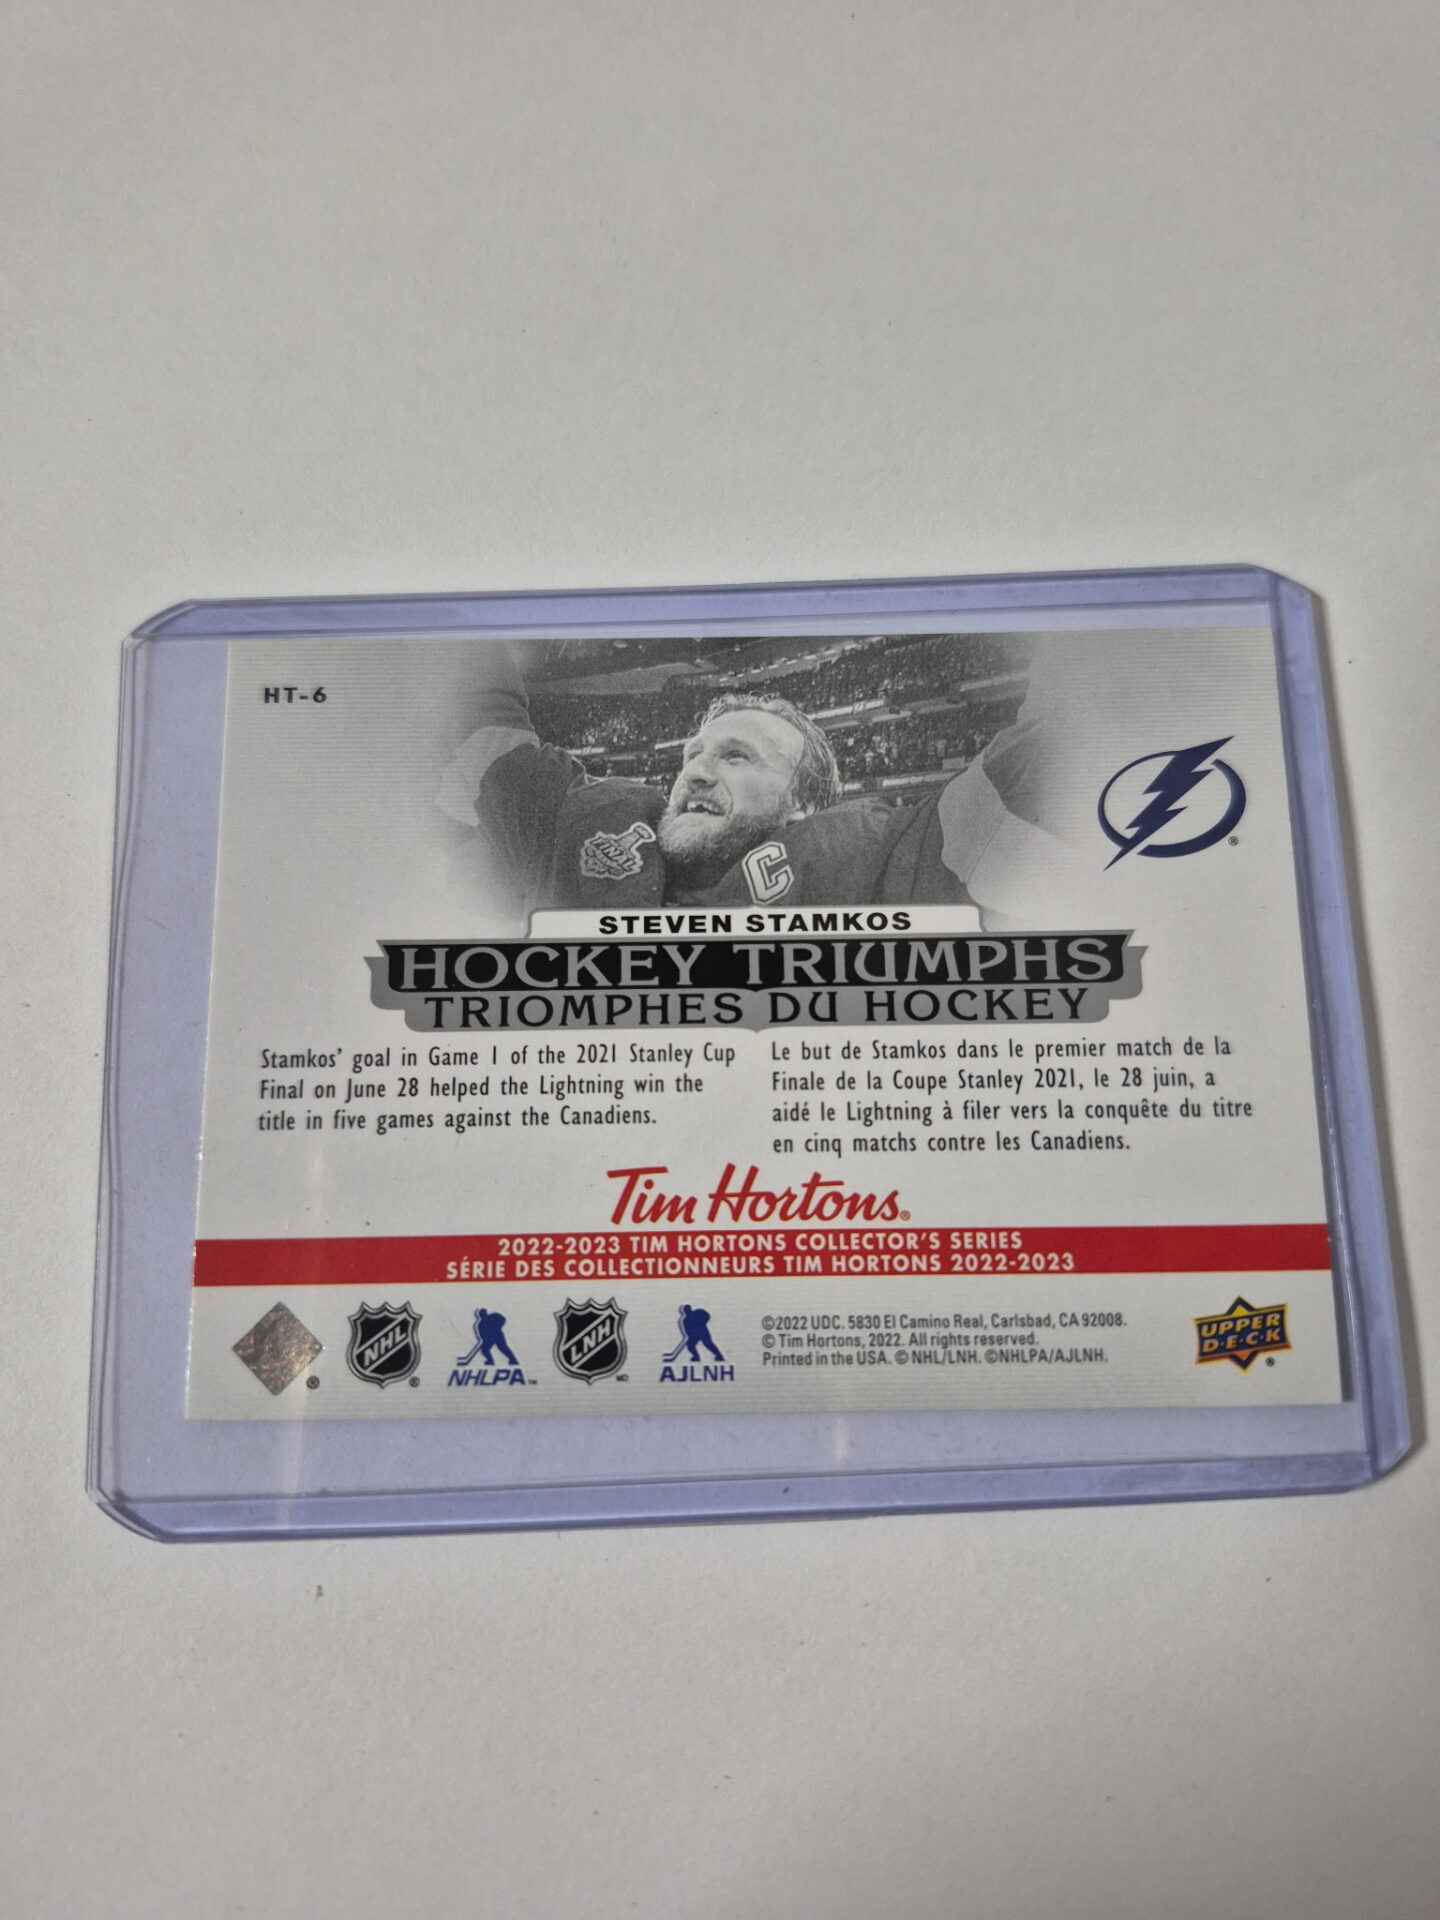 HT-6
FINAL
C
STEVEN STAMKOS
HOCKEY TRIUMPHS
TRIOMPHES DU HOCKEY
Stamkos' goal in Game 1 of the 2021 Stanley Cup
Final on June 28 helped the Lightning win the
title in five games against the Canadiens.
Le but de Stamkos dans le premier match de la
Finale de la Coupe Stanley 2021, le 28 juin, a
aidé le Lightning à filer vers la conquête du titre
en cinq matchs contre les Canadiens.
Tim Hortons®
2022-2023 TIM HORTONS COLLECTOR'S SERIES
SÉRIE DES COLLECTIONNEURS TIM HORTONS 2022-2023
NHL
NHLPA™
LNH
AJLNH
©2022 UDC. 5830 El Camino Real, Carlsbad, CA 92008.
© Tim Hortons, 2022. All rights reserved.
Printed in the USA. © NHL/LNH. ©NHLPA/AJLNH.
UPPER
D·E·C·K